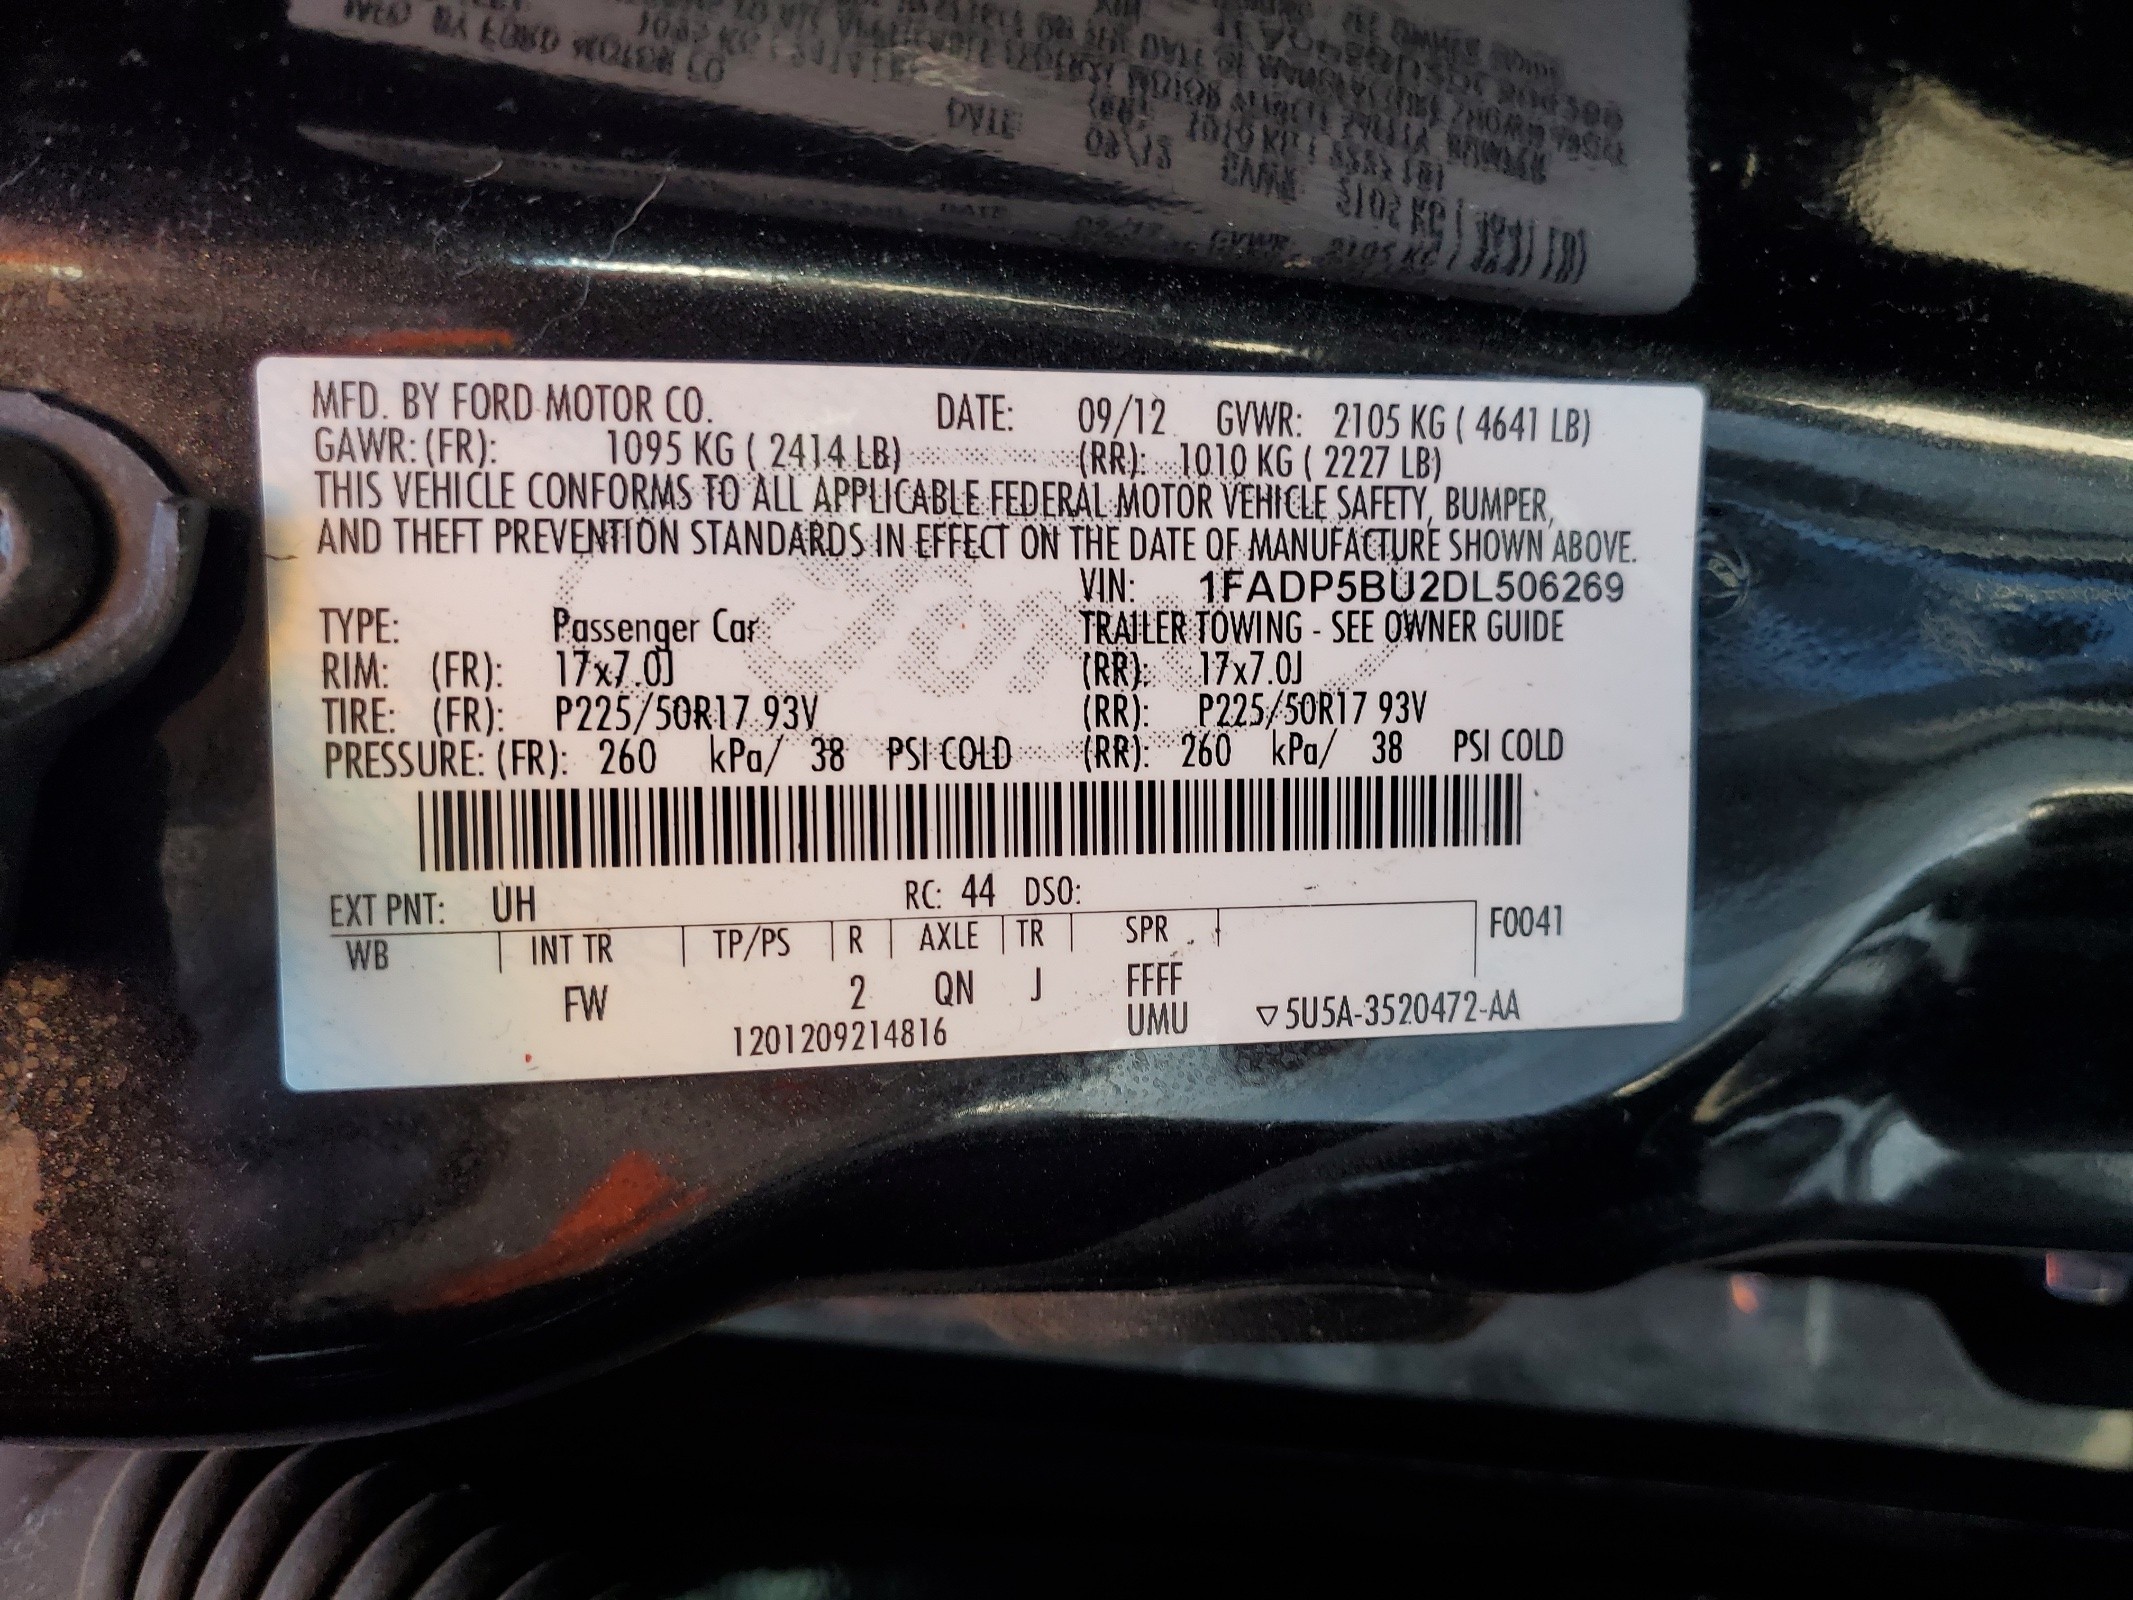 MFD. BY FORD MOTOR CO. DATE: 09/12 GVWR: 2105 KG ( 4641 LB)
GAWR: (FR): 1095 KG ( 2414 LB) (RR): 1010 KG ( 2227 LB)
THIS VEHICLE CONFORMS TO ALL APPLICABLE FEDERAL MOTOR VEHICLE SAFETY, BUMPER,
AND THEFT PREVENTION STANDARDS IN EFFECT ON THE DATE OF MANUFACTURE SHOWN ABOVE.
VIN: 1FADP5BU2DL506269
TYPE: Passenger Car TRAILER TOWING - SEE OWNER GUIDE
RIM: (FR): 17x7.0J (RR): 17x7.0J
TIRE: (FR): P225/50R17 93V (RR): P225/50R17 93V
PRESSURE: (FR): 260 kPa/ 38 PSI COLD (RR): 260 kPa/ 38 PSI COLD
EXT PNT: UH RC: 44 DSO:
WB INT TR TP/PS R AXLE TR SPR F0041
FW 2 QN J FFFF
1201209214816 UMU ▽5U5A-3520472-AA